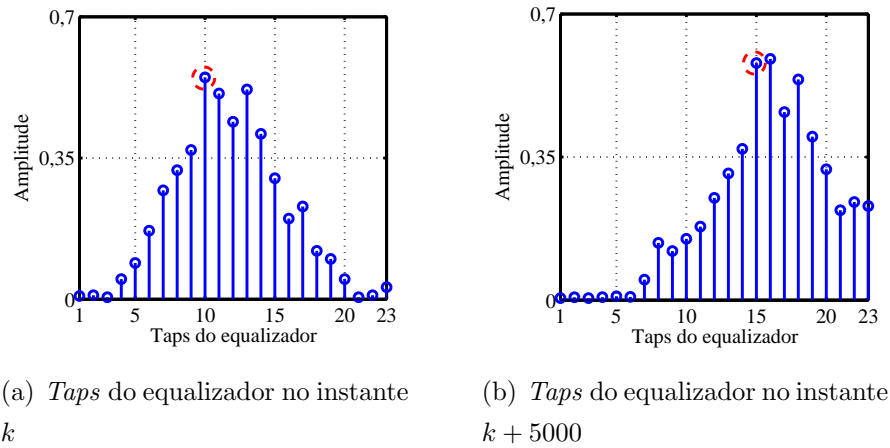 0,7
0,35
0
Amplitude
1 5 10 15 20 23
Taps do equalizador
(a) Taps do equalizador no instante
k
0,7
0,35
0
Amplitude
1 5 10 15 20 23
Taps do equalizador
(b) Taps do equalizador no instante
k + 5000